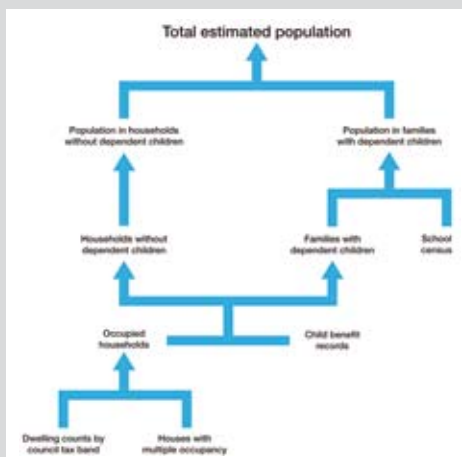 Total estimated population
Population in households
without dependent children
Population in families
with dependent children
Households without
dependent children
Families with
dependent children
School
census
Occupied
households
Child benefit
records
Dwelling counts by
council tax band
Houses with
multiple occupancy